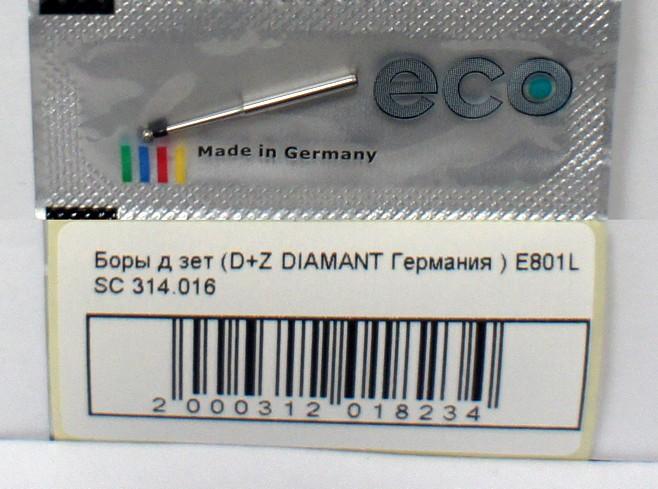 eco
Made in Germany
Боры д зет (D+Z DIAMANT Германия ) E801L
SC 314.016
2 000312 018234